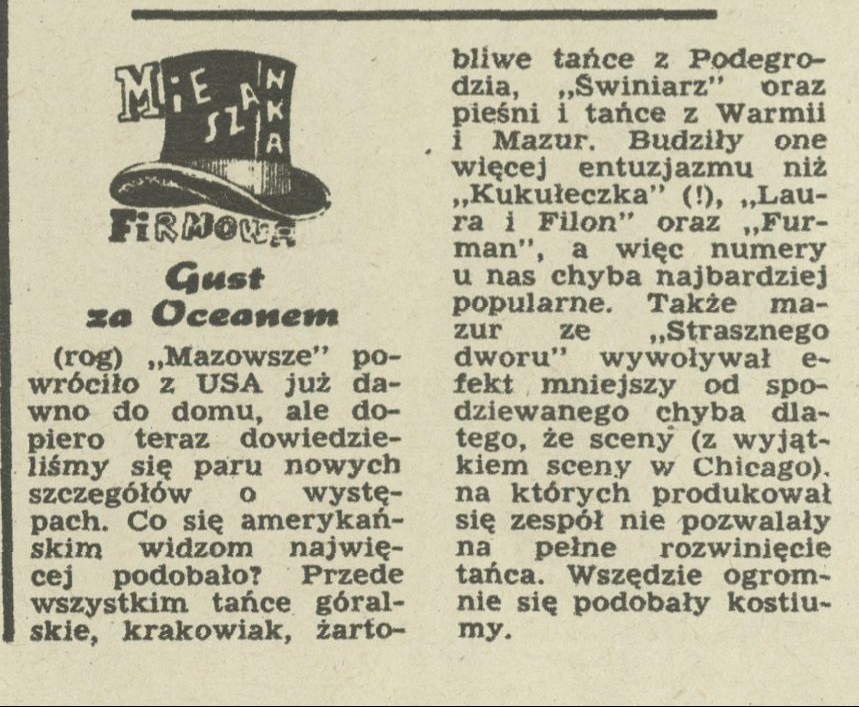 MiESZANKA
FiRMOWA
Gust
za Oceanem
(rog) „Mazowsze” po-
wróciło z USA już da-
wno do domu, ale do-
piero teraz dowiedzie-
liśmy się paru nowych
szczegółów o wystę-
pach. Co się amerykań-
skim widzom najwię-
cej podobało? Przede
wszystkim tańce góral-
skie, krakowiak, żarto-
bliwe tańce z Podegro-
dzia, „Swiniarz” oraz
pieśni i tańce z Warmii
i Mazur. Budziły one
więcej entuzjazmu niż
„Kukułeczka” (!), „Lau-
ra i Filon” oraz „Fur-
man”, a więc numery
u nas chyba najbardziej
popularne. Także ma-
zur ze „Strasznego
dworu” wywoływał e-
fekt mniejszy od spo-
dziewanego chyba dla-
tego, że sceny (z wyjąt-
kiem sceny w Chicago),
na których produkował
się zespół nie pozwalały
na pełne rozwinięcie
tańca. Wszędzie ogrom-
nie się podobały kostiu-
my.